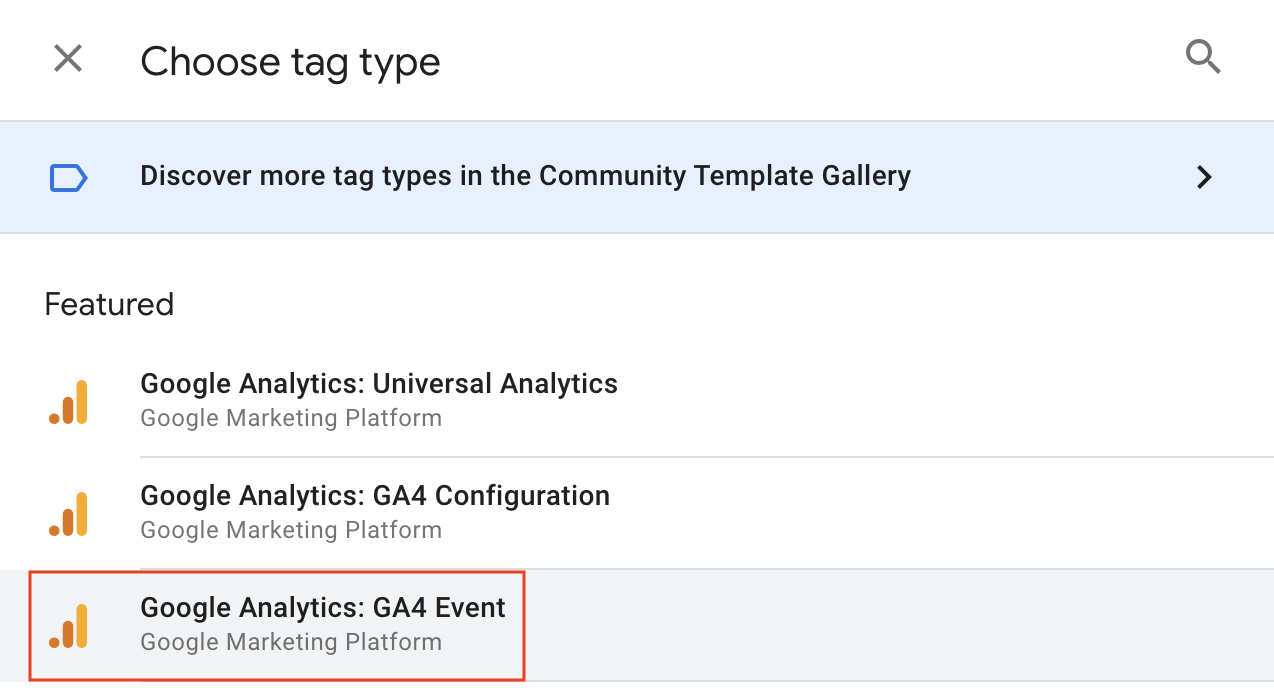 Choose tag type
Discover more tag types in the Community Template Gallery
Featured
Google Analytics: Universal Analytics
Google Marketing Platform
Google Analytics: GA4 Configuration
Google Marketing Platform
Google Analytics: GA4 Event
Google Marketing Platform